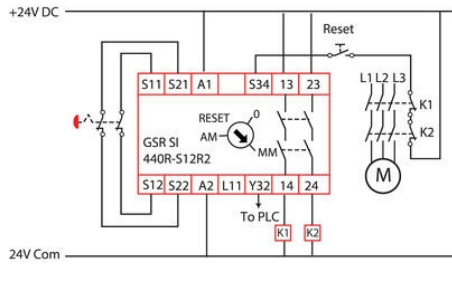 +24V DC
Reset
S11 S21 A1 S34 13 23
L1 L2 L3
RESET 0
AM
MM
GSR SI
440R-S12R2
K1
K2
M
S12 S22 A2 L11 Y32 14 24
To PLC
K1 K2
24V Com